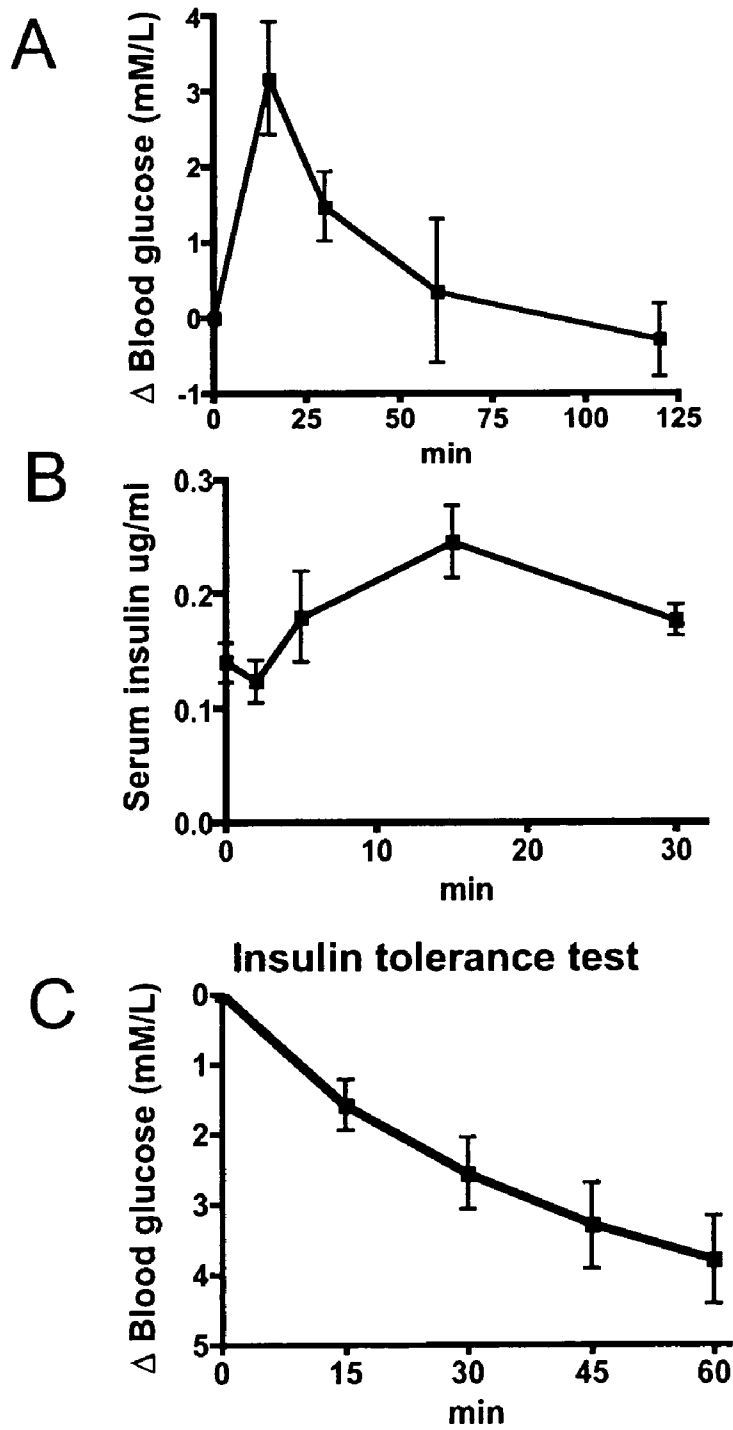 A
Δ Blood glucose (mM/L)
4
3
2
1
0
-1
0 25 50 75 100 125
min
B
Serum insulin ug/ml
0.3
0.2
0.1
0.0
0 10 20 30
min
Insulin tolerance test
C
Δ Blood glucose (mM/L)
0
1
2
3
4
5
0 15 30 45 60
min